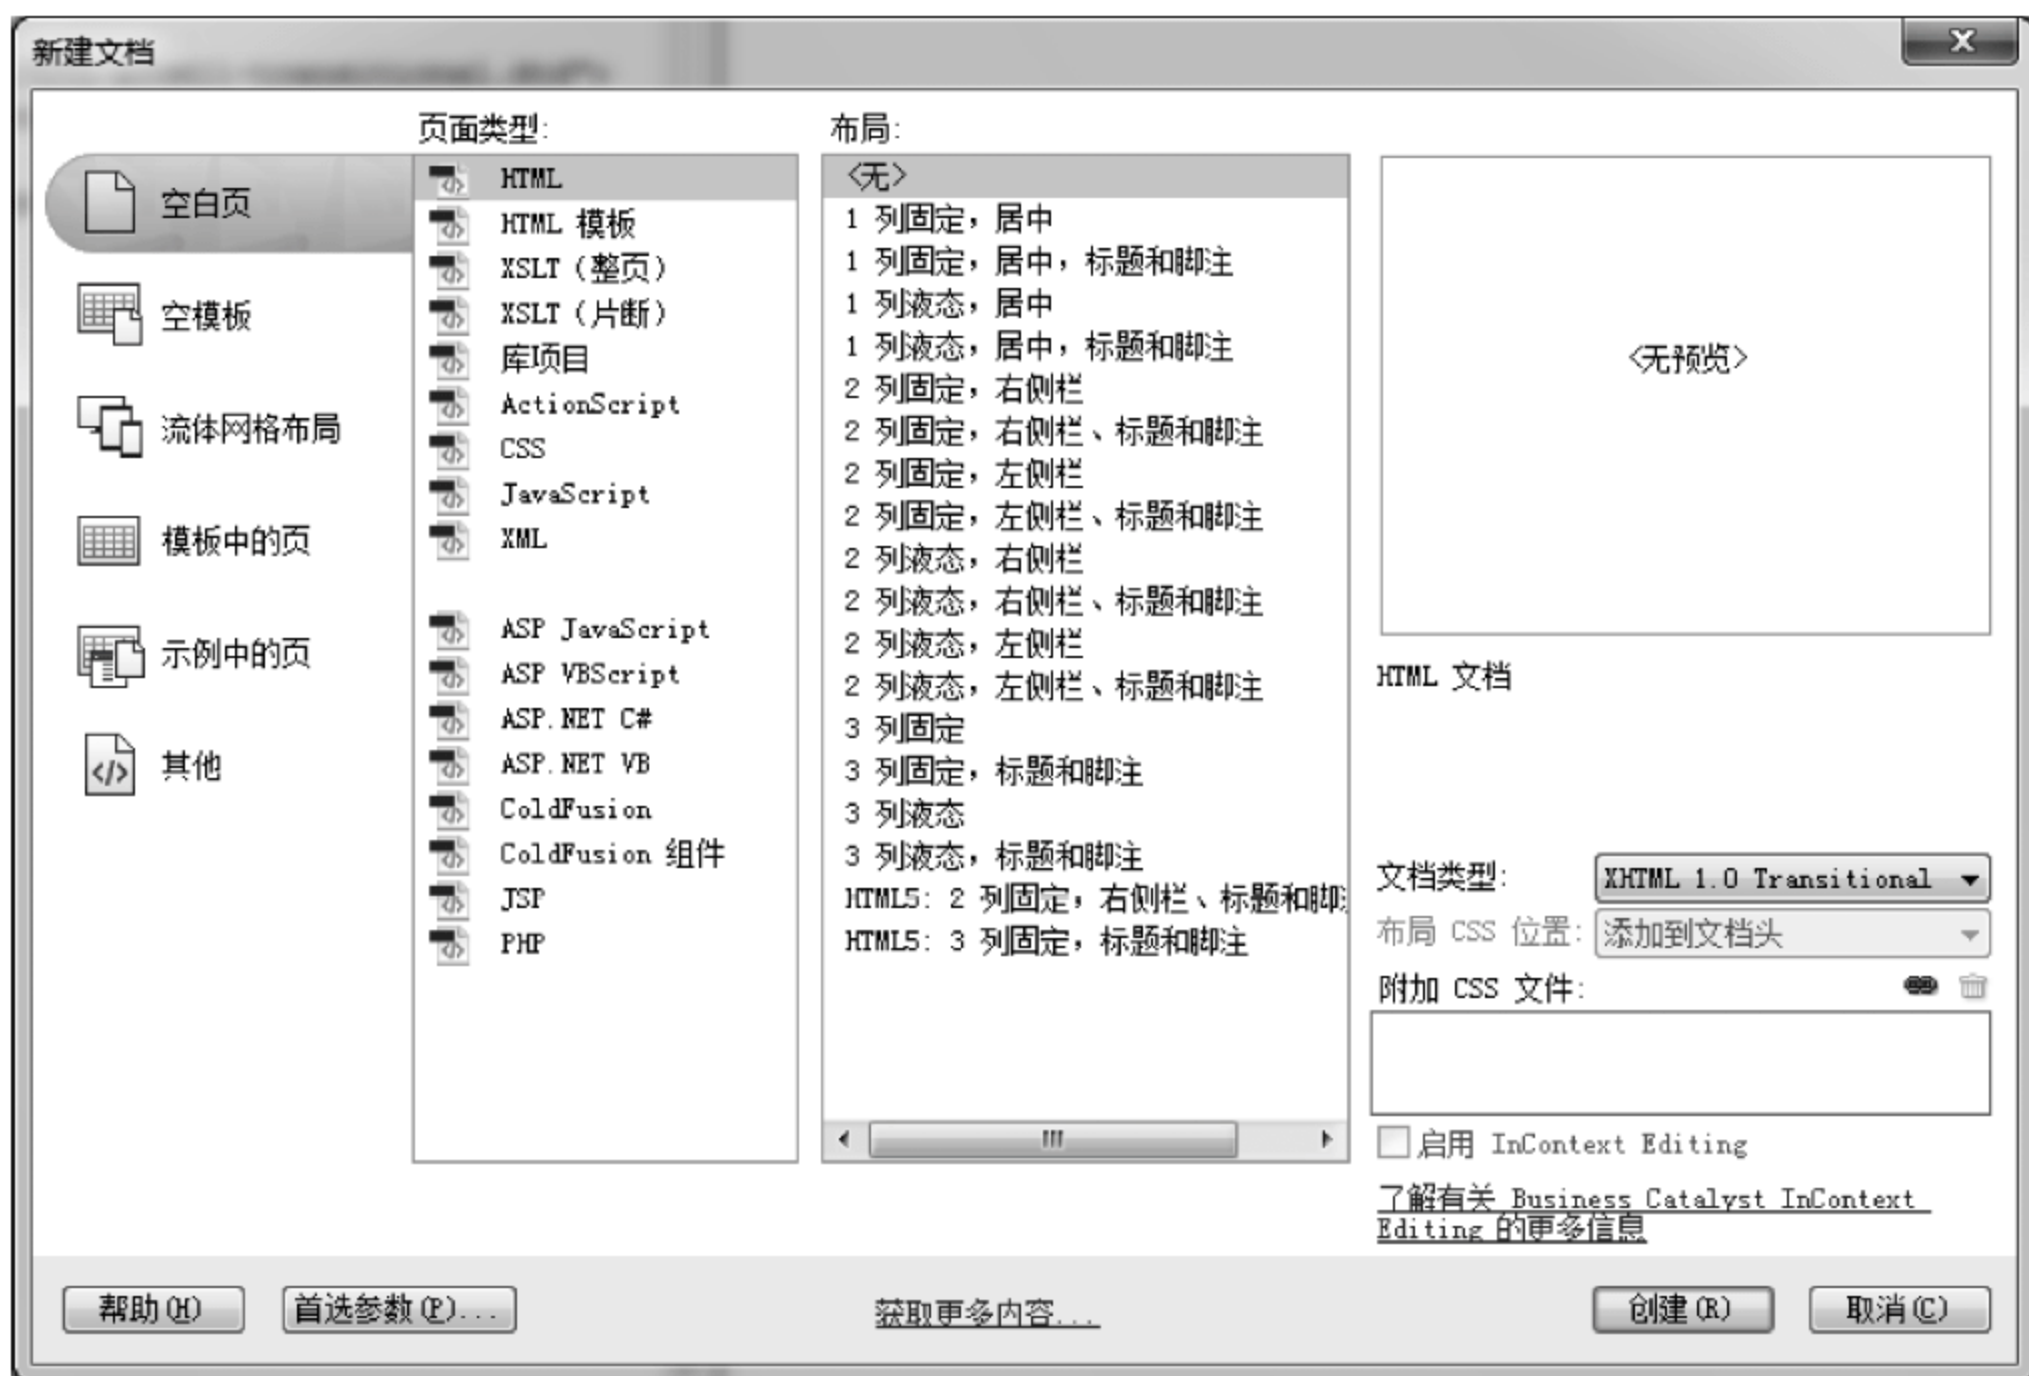 新建文档
页面类型:
布局:
空白页
空模板
流体网格布局
模板中的页
示例中的页
其他
HTML
HTML 模板
XSLT（整页）
XSLT（片断）
库项目
ActionScript
CSS
JavaScript
XML
ASP JavaScript
ASP VBScript
ASP.NET C#
ASP.NET VB
ColdFusion
ColdFusion 组件
JSP
PHP
<无>
1 列固定，居中
1 列固定，居中，标题和脚注
1 列液态，居中
1 列液态，居中，标题和脚注
2 列固定，右侧栏
2 列固定，右侧栏、标题和脚注
2 列固定，左侧栏
2 列固定，左侧栏、标题和脚注
2 列液态，右侧栏
2 列液态，右侧栏、标题和脚注
2 列液态，左侧栏
2 列液态，左侧栏、标题和脚注
3 列固定
3 列固定，标题和脚注
3 列液态
3 列液态，标题和脚注
HTML5: 2 列固定，右侧栏、标题和脚
HTML5: 3 列固定，标题和脚注
<无预览>
HTML 文档
文档类型: XHTML 1.0 Transitional
布局 CSS 位置: 添加到文档头
附加 CSS 文件:
启用 InContext Editing
了解有关 Business Catalyst InContext
Editing 的更多信息
帮助(H) 首选参数(P)... 获取更多内容... 创建(R) 取消(C)